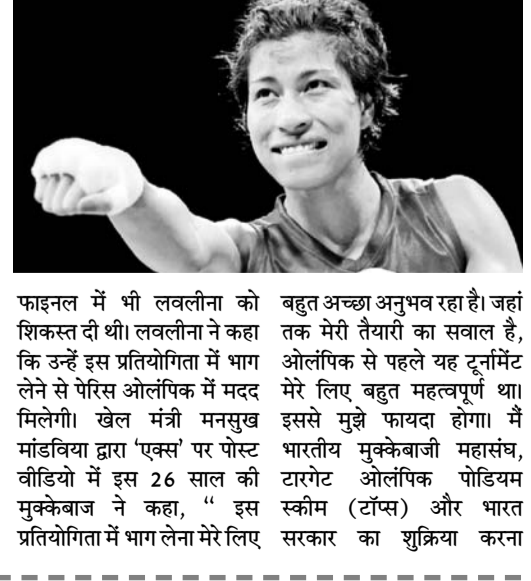 फाइनल में भी लवलीना को
शिकस्त दी थी। लवलीना ने कहा
कि उन्हें इस प्रतियोगिता में भाग
लेने से पेरिस ओलंपिक में मदद
मिलेगी। खेल मंत्री मनसुख
मांडविया द्वारा 'एक्स' पर पोस्ट
वीडियो में इस 26 साल की
मुक्केबाज ने कहा, “ इस
प्रतियोगिता में भाग लेना मेरे लिए
बहुत अच्छा अनुभव रहा है। जहां
तक मेरी तैयारी का सवाल है,
ओलंपिक से पहले यह टूर्नामेंट
मेरे लिए बहुत महत्वपूर्ण था।
इससे मुझे फायदा होगा। मैं
भारतीय मुक्केबाजी महासंघ,
टारगेट ओलंपिक पोडियम
स्कीम (टॉप्स) और भारत
सरकार का शुक्रिया करना